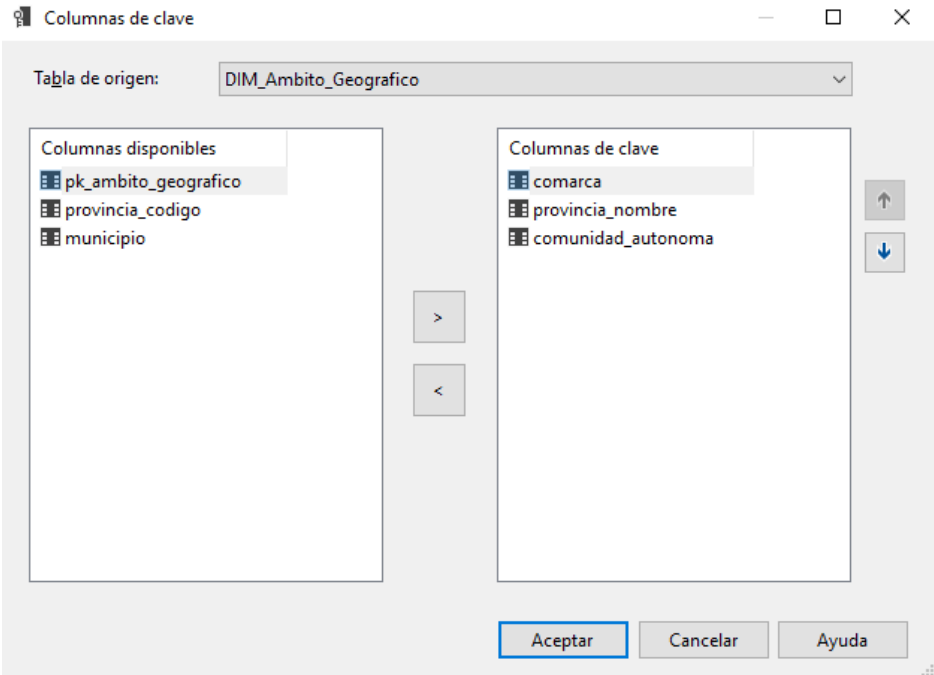 Columnas de clave
Tabla de origen: DIM_Ambito_Geografico
Columnas disponibles
pk_ambito_geografico
provincia_codigo
municipio
Columnas de clave
comarca
provincia_nombre
comunidad_autonoma
>
<
Aceptar Cancelar Ayuda